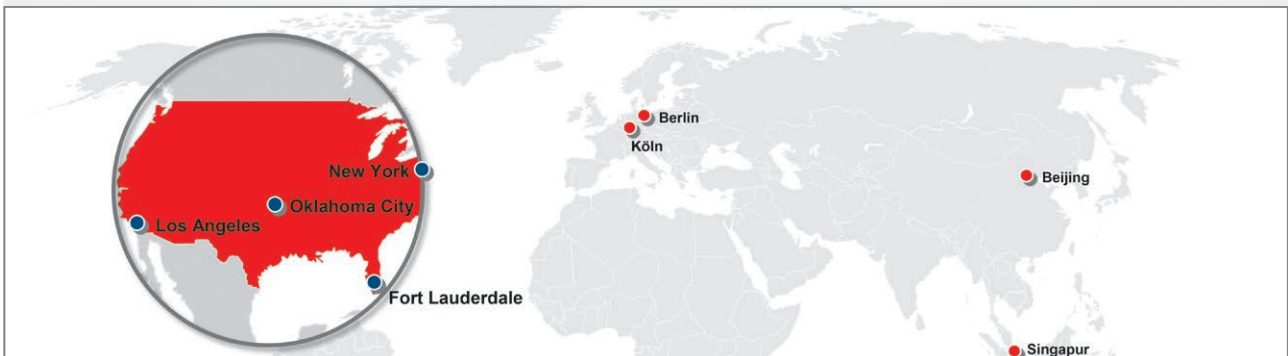 Berlin
Köln
New York
Beijing
Oklahoma City
Los Angeles
Fort Lauderdale
Singapur